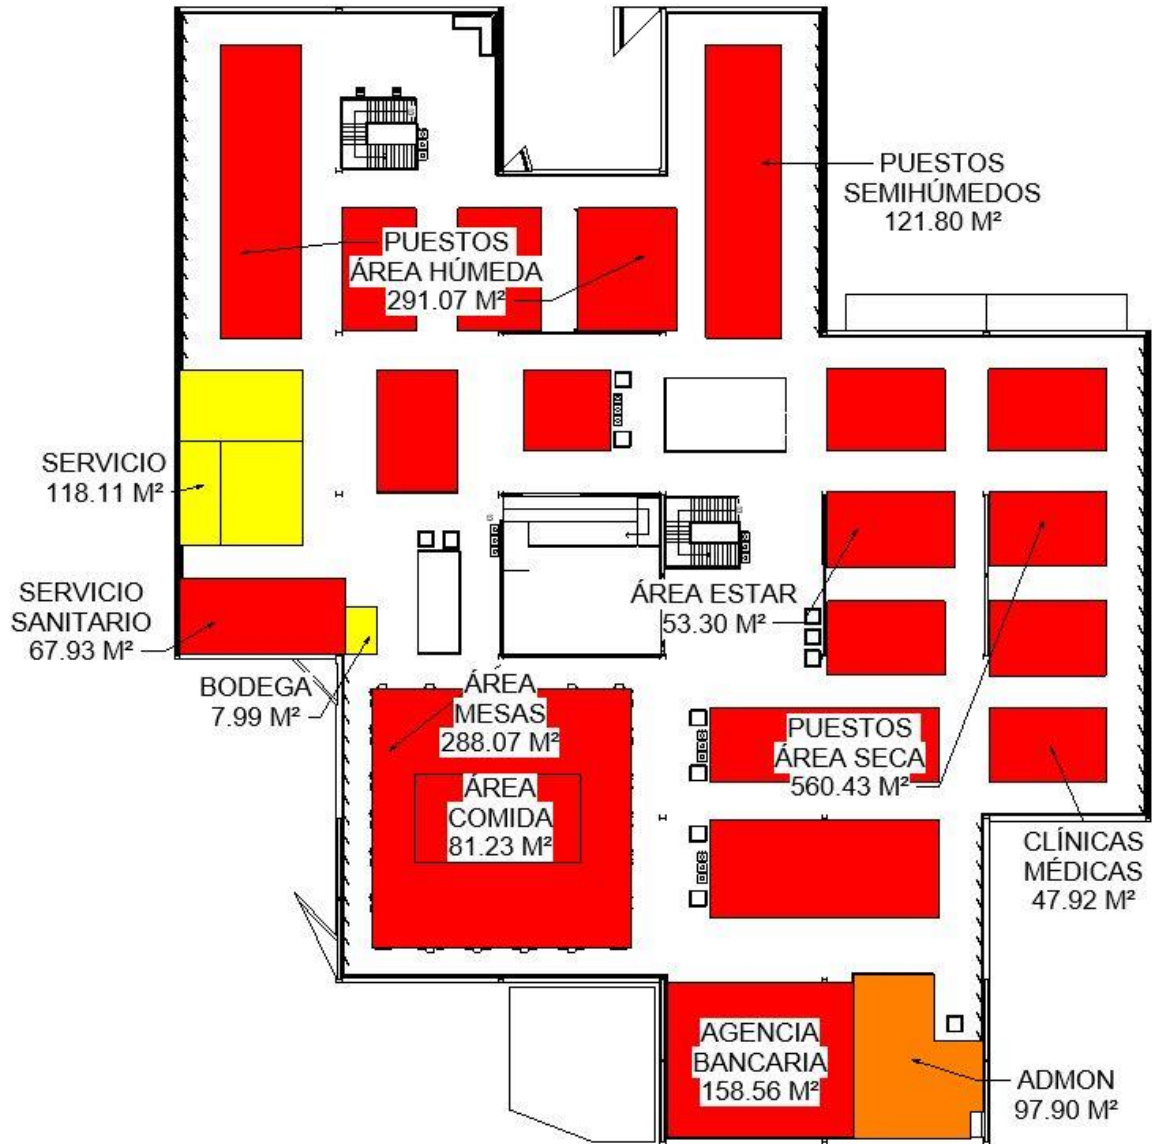 PUESTOS
SEMIHÚMEDOS
121.80 M²
PUESTOS
ÁREA HÚMEDA
291.07 M²
SERVICIO
118.11 M²
SERVICIO
SANITARIO
67.93 M²
ÁREA ESTAR
53.30 M²
BODEGA
7.99 M²
ÁREA
MESAS
288.07 M²
PUESTOS
ÁREA SECA
560.43 M²
ÁREA
COMIDA
81.23 M²
CLÍNICAS
MÉDICAS
47.92 M²
AGENCIA
BANCARIA
158.56 M²
ADMON
97.90 M²